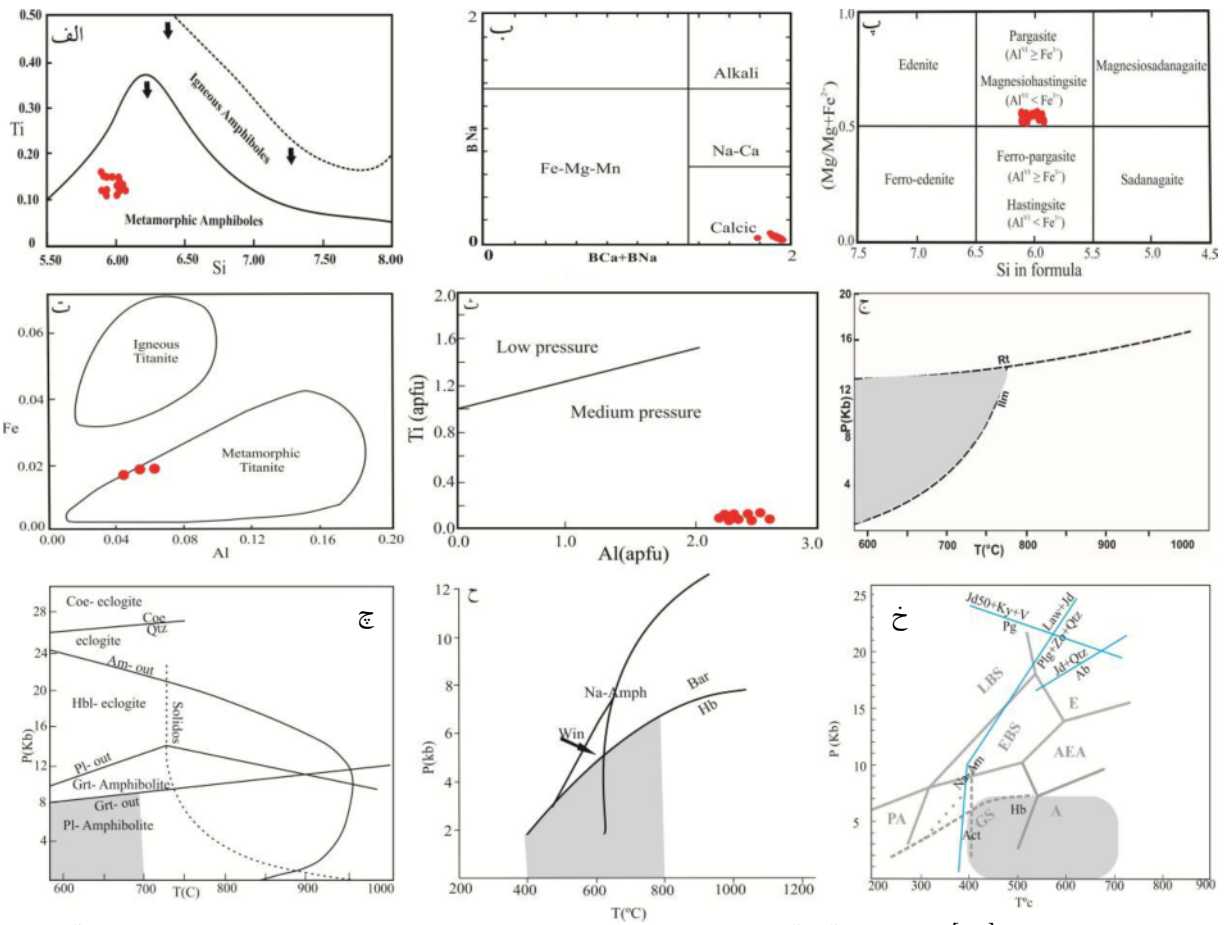 الف
0.50
0.40
0.30
Ti
0.20
0.10
0
Igneous Amphiboles
Metamorphic Amphiboles
5.50
6.00
6.50
7.00
7.50
8.00
Si
ب
2
BNa
0
Alkali
Fe-Mg-Mn
Na-Ca
Calcic
0
BCa+BNa
2
پ
1.0
(Mg/Mg+Fe²⁺)
0.5
0.0
Edenite
Pargasite
(Alⱽᴵ ≥ Fe³⁺)
Magnesiohastingsite
(Alⱽᴵ < Fe³⁺)
Magnesiosadanagaite
Ferro-edenite
Ferro-pargasite
(Alⱽᴵ ≥ Fe³⁺)
Hastingsite
(Alⱽᴵ < Fe³⁺)
Sadanagaite
7.5
7.0
6.5
6.0
5.5
5.0
4.5
Si in formula
ت
0.06
0.04
Fe
0.02
0.00
Igneous
Titanite
Metamorphic
Titanite
0.00
0.04
0.08
0.12
0.16
0.20
Al
ث
2.0
1.6
1.2
Ti (apfu)
0.8
0.4
0.0
Low pressure
Medium pressure
0.0
1.0
2.0
3.0
Al(apfu)
ج
20
16
12
P(Kb)
8
4
Rt
Ilm
600
700
800
900
1000
T(°C)
چ
28
24
20
P(Kb)
16
12
8
4
Coe- eclogite
Coe
Qtz
eclogite
Am- out
Hbl- eclogite
Solidos
Pl- out
Grt- Amphibolite
Grt- out
Pl- Amphibolite
600
700
800
900
1000
T(C)
ح
12
10
8
P(kb)
6
4
2
Na-Amph
Bar
Hb
Win
200
400
600
800
1000
1200
T(ºC)
خ
25
20
15
P (Kb)
10
5
0
Jd50+Ky+V
Pg
Law+Jd
Plg+Zo+Qtz
Jd+Qtz
Ab
LBS
E
EBS
AEA
Na-Am
PA
GS
Hb
A
Act
200
300
400
500
600
700
800
900
Tºc